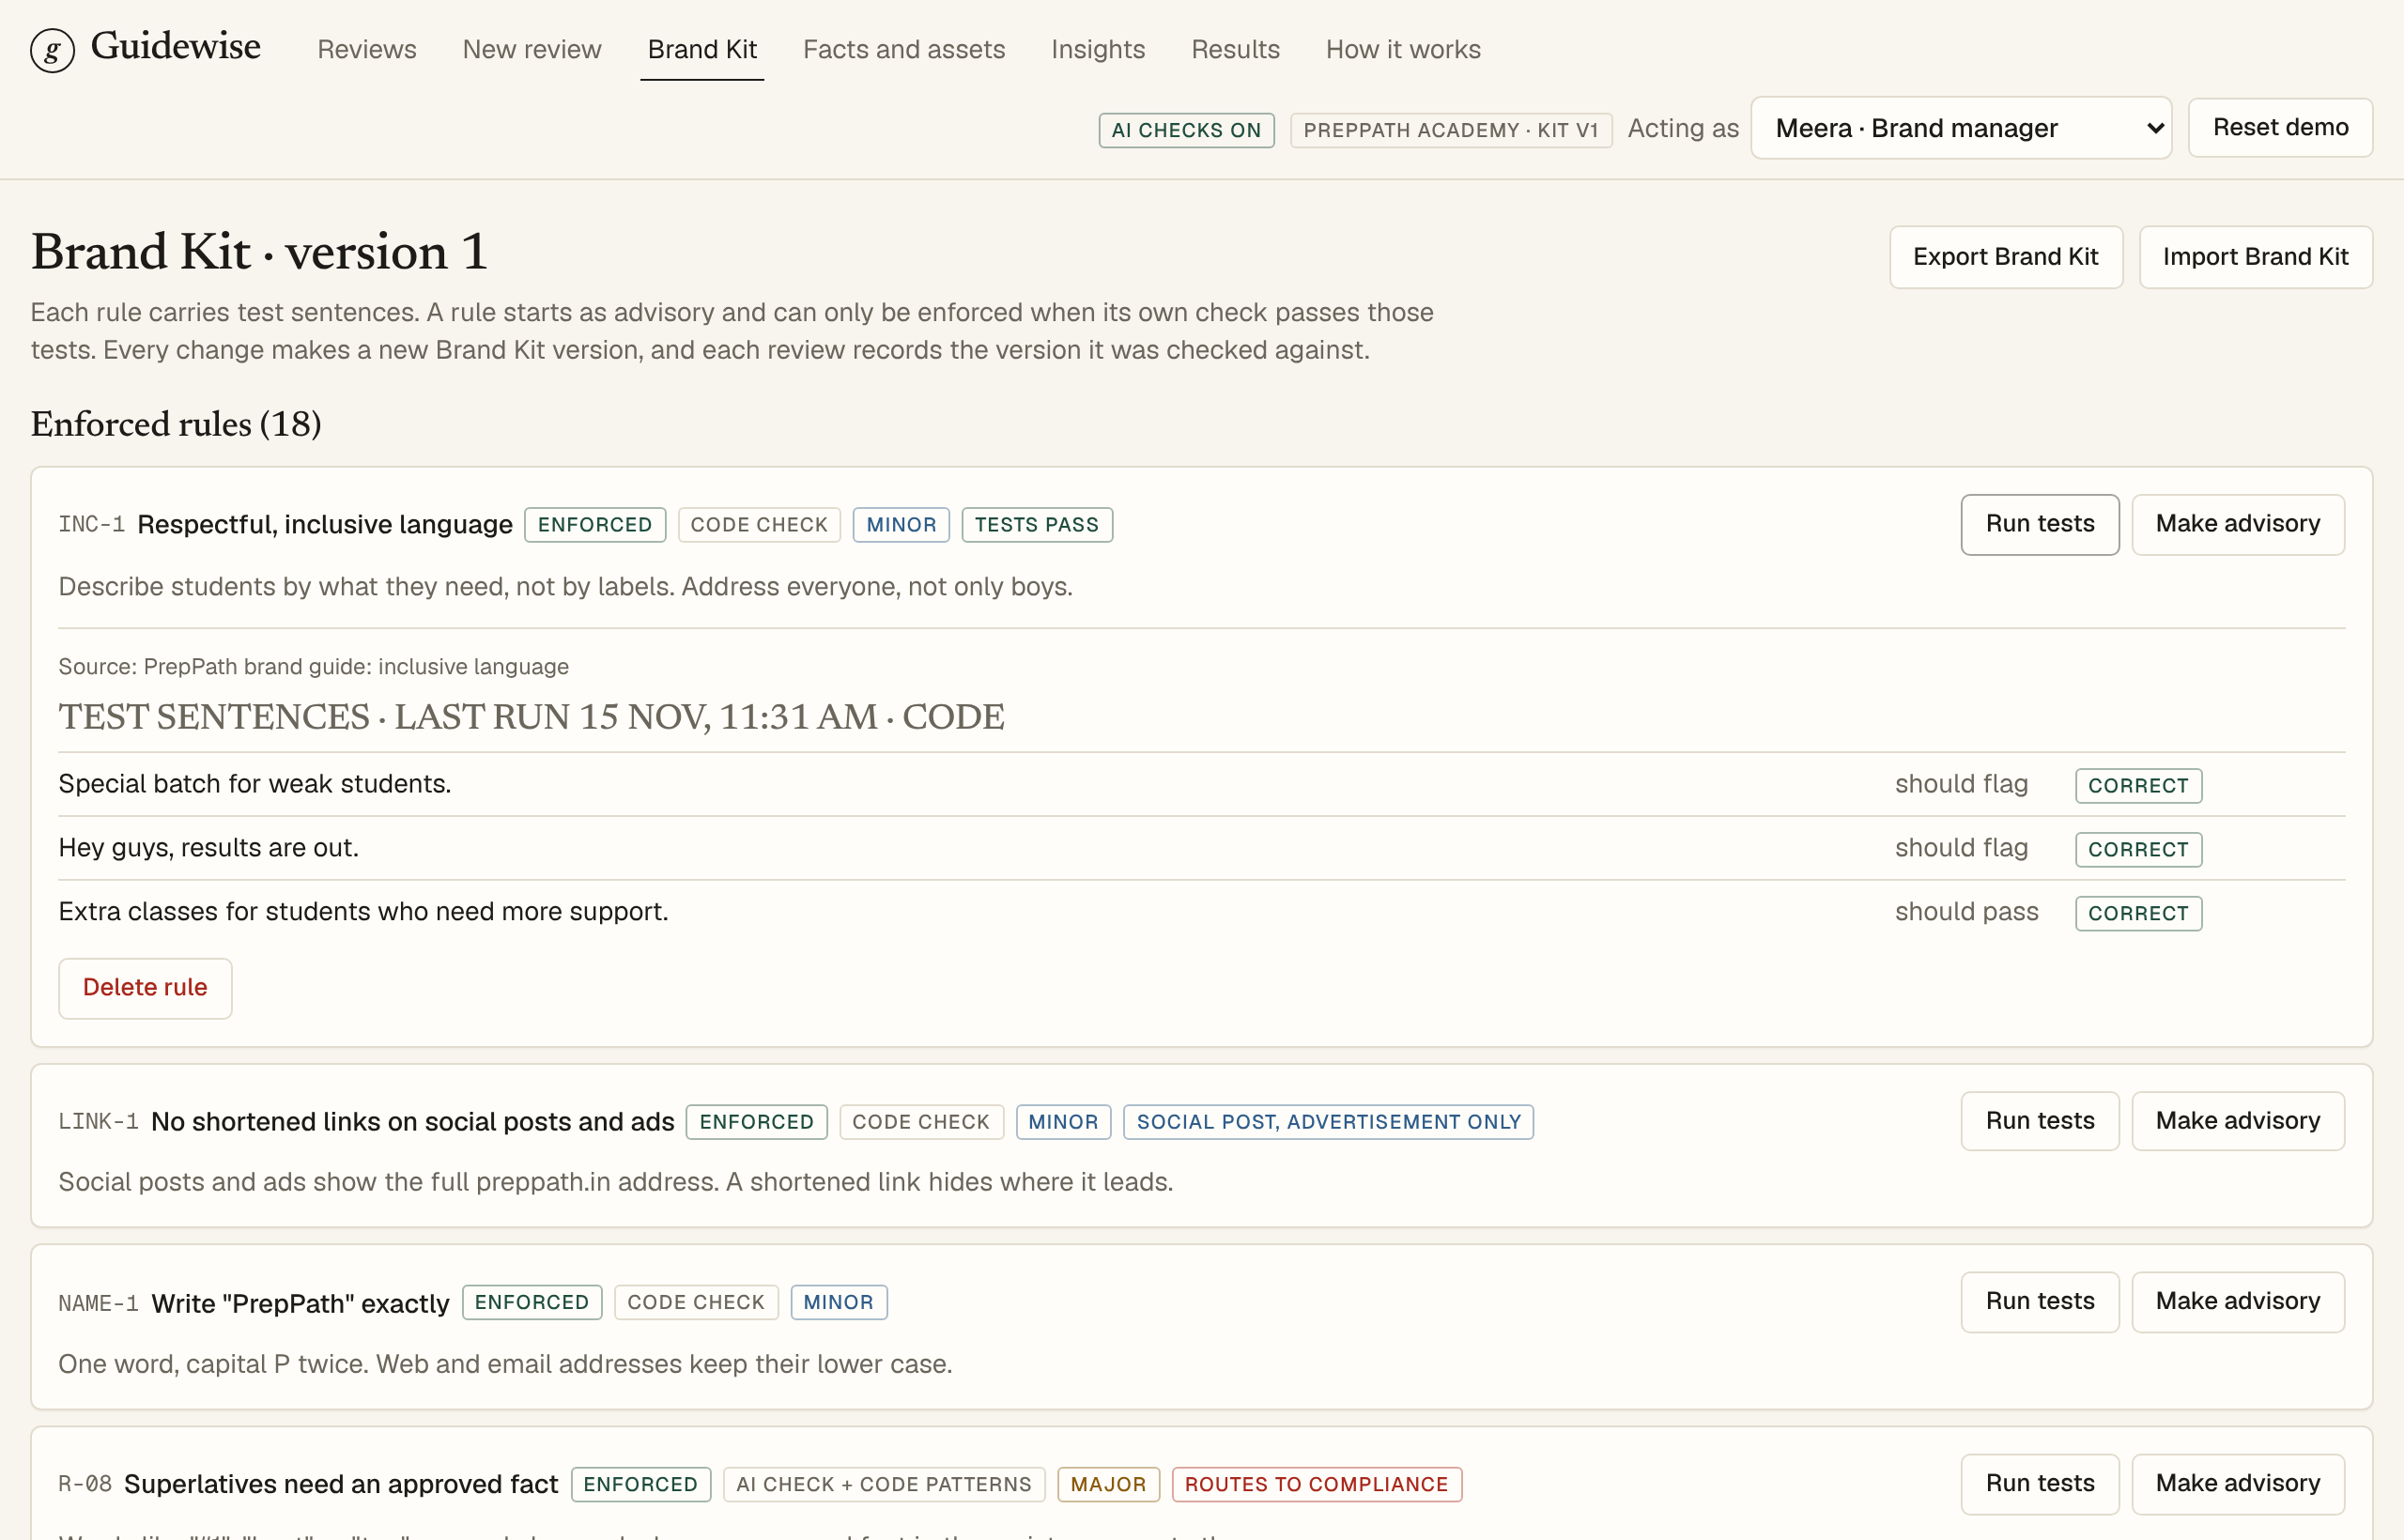 g Guidewise Reviews New review Brand Kit Facts and assets Insights Results How it works
AI CHECKS ON PREPPATH ACADEMY · KIT V1 Acting as Meera · Brand manager Reset demo
Brand Kit · version 1 Export Brand Kit Import Brand Kit
Each rule carries test sentences. A rule starts as advisory and can only be enforced when its own check passes those
tests. Every change makes a new Brand Kit version, and each review records the version it was checked against.
Enforced rules (18)
INC-1 Respectful, inclusive language ENFORCED CODE CHECK MINOR TESTS PASS Run tests Make advisory
Describe students by what they need, not by labels. Address everyone, not only boys.
Source: PrepPath brand guide: inclusive language
TEST SENTENCES · LAST RUN 15 NOV, 11:31 AM · CODE
Special batch for weak students. should flag CORRECT
Hey guys, results are out. should flag CORRECT
Extra classes for students who need more support. should pass CORRECT
Delete rule
LINK-1 No shortened links on social posts and ads ENFORCED CODE CHECK MINOR SOCIAL POST, ADVERTISEMENT ONLY Run tests Make advisory
Social posts and ads show the full preppath.in address. A shortened link hides where it leads.
NAME-1 Write "PrepPath" exactly ENFORCED CODE CHECK MINOR Run tests Make advisory
One word, capital P twice. Web and email addresses keep their lower case.
R-08 Superlatives need an approved fact ENFORCED AI CHECK + CODE PATTERNS MAJOR ROUTES TO COMPLIANCE Run tests Make advisory